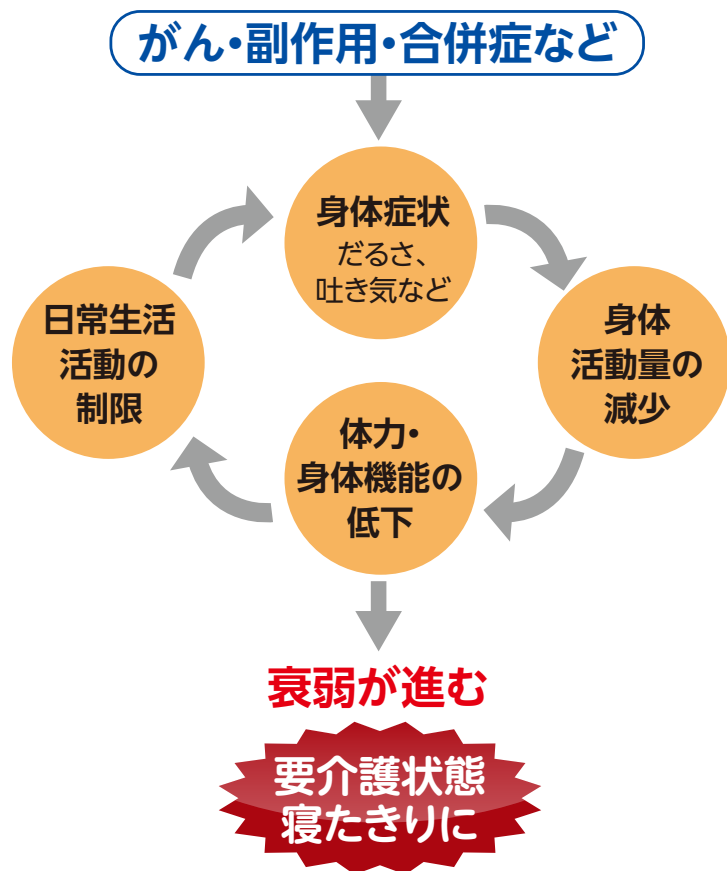 がん・副作用・合併症など
身体症状
だるさ、
吐き気など
日常生活
活動の
制限
身体
活動量の
減少
体力・
身体機能の
低下
衰弱が進む
要介護状態
寝たきりに